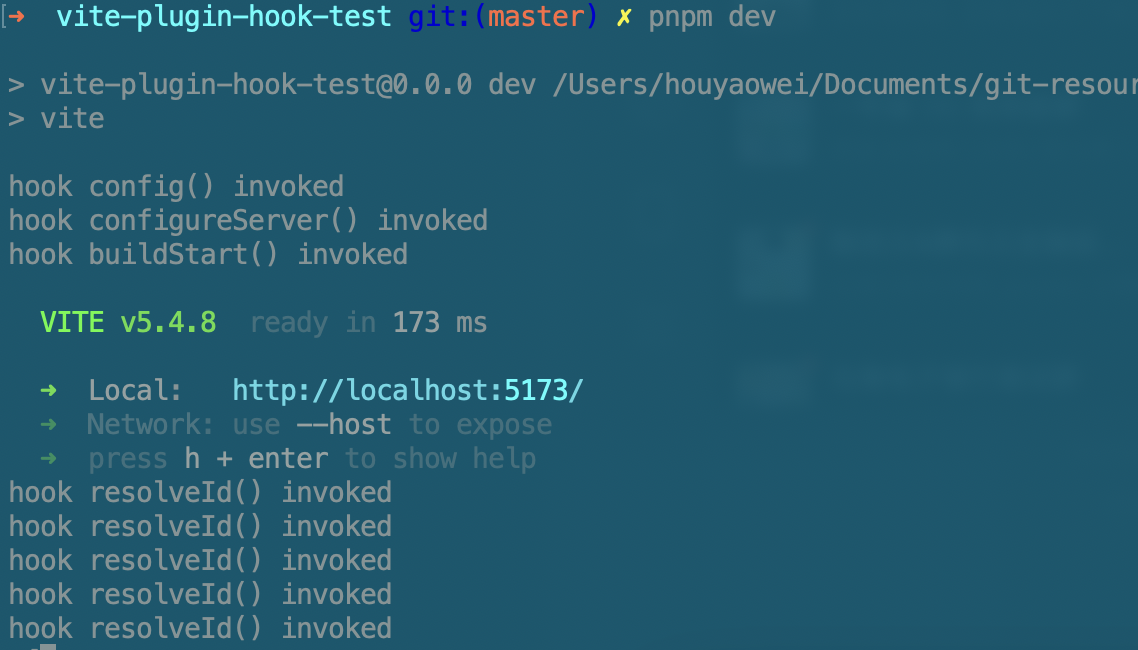 [➜ vite-plugin-hook-test git:(master) ✗ pnpm dev
> vite-plugin-hook-test@0.0.0 dev /Users/houyaowei/Documents/git-resour
> vite
hook config() invoked
hook configureServer() invoked
hook buildStart() invoked
VITE v5.4.8 ready in 173 ms
➜ Local: http://localhost:5173/
➜ Network: use --host to expose
➜ press h + enter to show help
hook resolveId() invoked
hook resolveId() invoked
hook resolveId() invoked
hook resolveId() invoked
hook resolveId() invoked